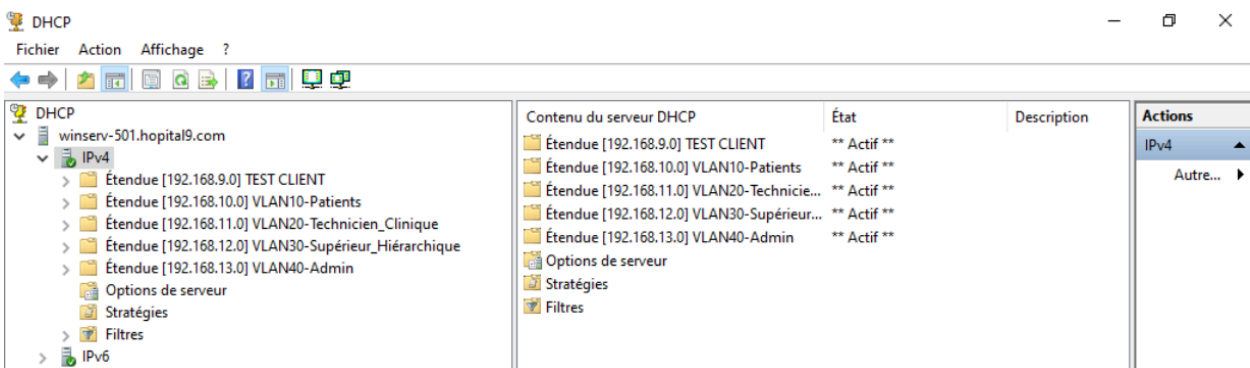 DHCP
Fichier Action Affichage ?
DHCP
winserv-501.hopital9.com
IPv4
Étendue [192.168.9.0] TEST CLIENT
Étendue [192.168.10.0] VLAN10-Patients
Étendue [192.168.11.0] VLAN20-Technicien_Clinique
Étendue [192.168.12.0] VLAN30-Supérieur_Hiérarchique
Étendue [192.168.13.0] VLAN40-Admin
Options de serveur
Stratégies
Filtres
IPv6
Contenu du serveur DHCP État Description
Étendue [192.168.9.0] TEST CLIENT ** Actif **
Étendue [192.168.10.0] VLAN10-Patients ** Actif **
Étendue [192.168.11.0] VLAN20-Technicie... ** Actif **
Étendue [192.168.12.0] VLAN30-Supérieur... ** Actif **
Étendue [192.168.13.0] VLAN40-Admin ** Actif **
Options de serveur
Stratégies
Filtres
Actions
IPv4
Autre...